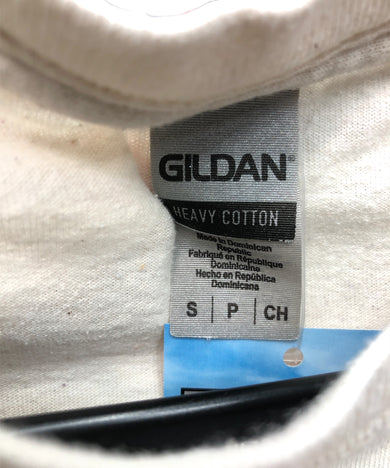 GILDAN®
HEAVY COTTON
Made in Dominican
Republic
Fabriqué en République
Dominicaine
Hecho en República
Dominicana
S | P | CH